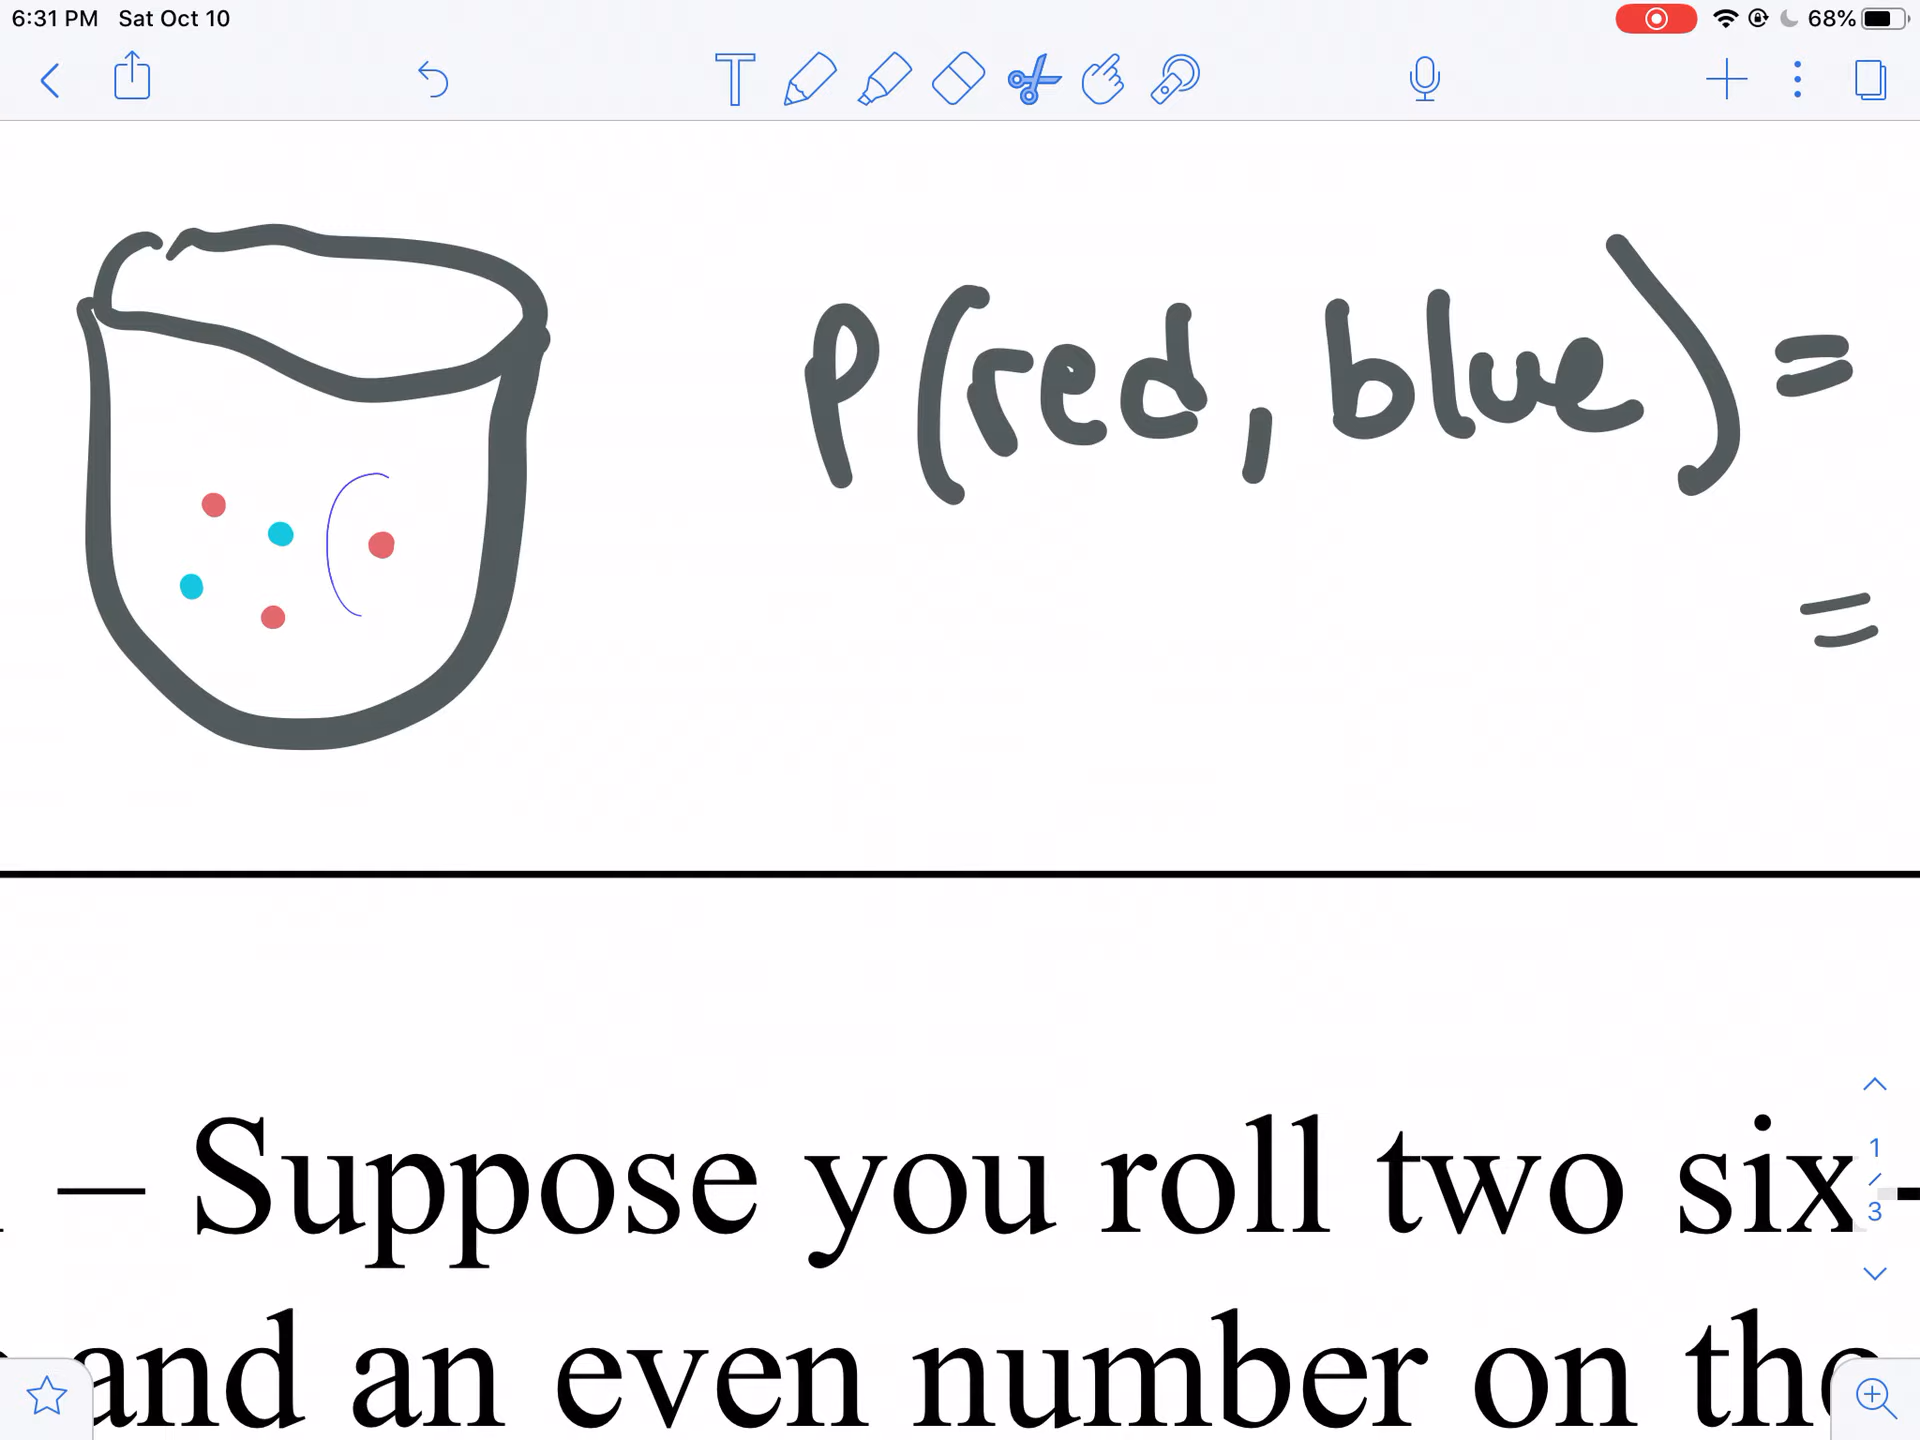 6:31 PM Sat Oct 10
68%
T
P(red, blue) =
=
– Suppose you roll two six-
1
/
3
and an even number on the